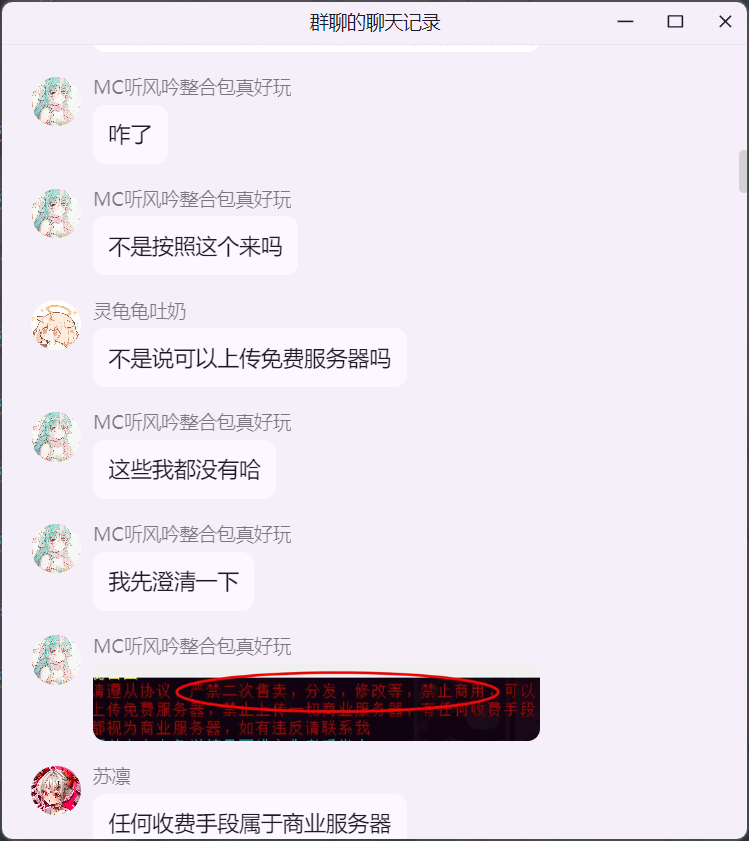 群聊的聊天记录
MC听风吟整合包真好玩
咋了
MC听风吟整合包真好玩
不是按照这个来吗
灵龟龟吐奶
不是说可以上传免费服务器吗
MC听风吟整合包真好玩
这些我都没有哈
MC听风吟整合包真好玩
我先澄清一下
MC听风吟整合包真好玩
请遵从协议，严禁二次售卖，分发，修改等，禁止商用，可以
上传免费服务器，禁止上传一切商业服务器，有任何收费手段
都视为商业服务器，如有违反请联系我
苏凛
任何收费手段属于商业服务器